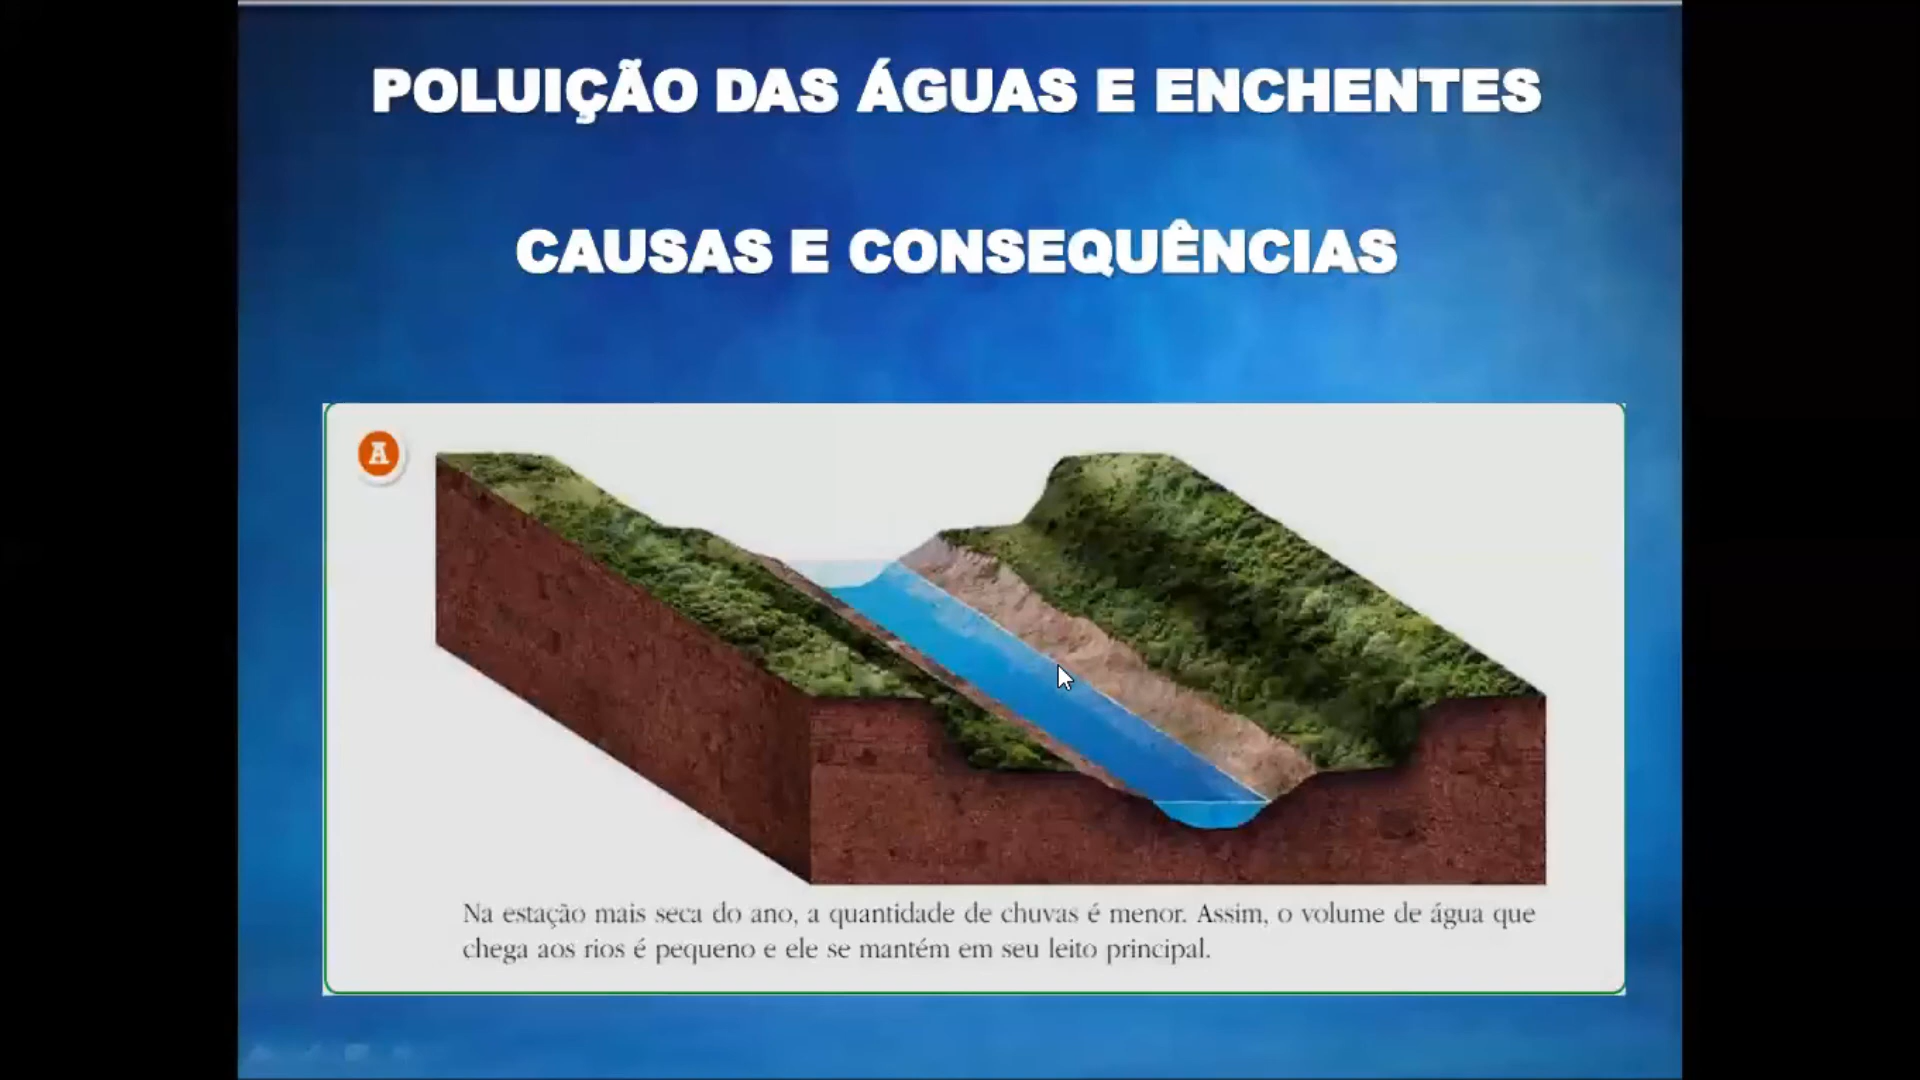 POLUIÇÃO DAS ÁGUAS E ENCHENTES
CAUSAS E CONSEQUÊNCIAS
A
Na estação mais seca do ano, a quantidade de chuvas é menor. Assim, o volume de água que
chega aos rios é pequeno e ele se mantém em seu leito principal.